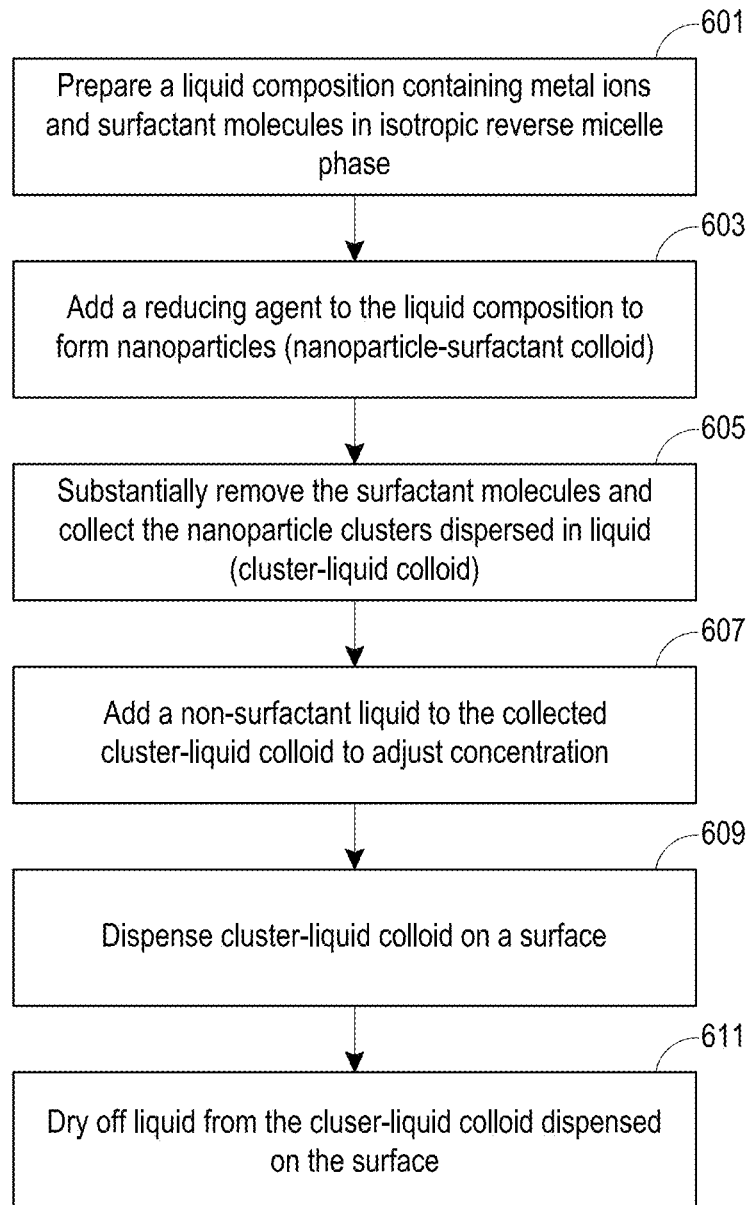 601
Prepare a liquid composition containing metal ions
and surfactant molecules in isotropic reverse micelle
phase
603
Add a reducing agent to the liquid composition to
form nanoparticles (nanoparticle-surfactant colloid)
605
Substantially remove the surfactant molecules and
collect the nanoparticle clusters dispersed in liquid
(cluster-liquid colloid)
607
Add a non-surfactant liquid to the collected
cluster-liquid colloid to adjust concentration
609
Dispense cluster-liquid colloid on a surface
611
Dry off liquid from the cluser-liquid colloid dispensed
on the surface